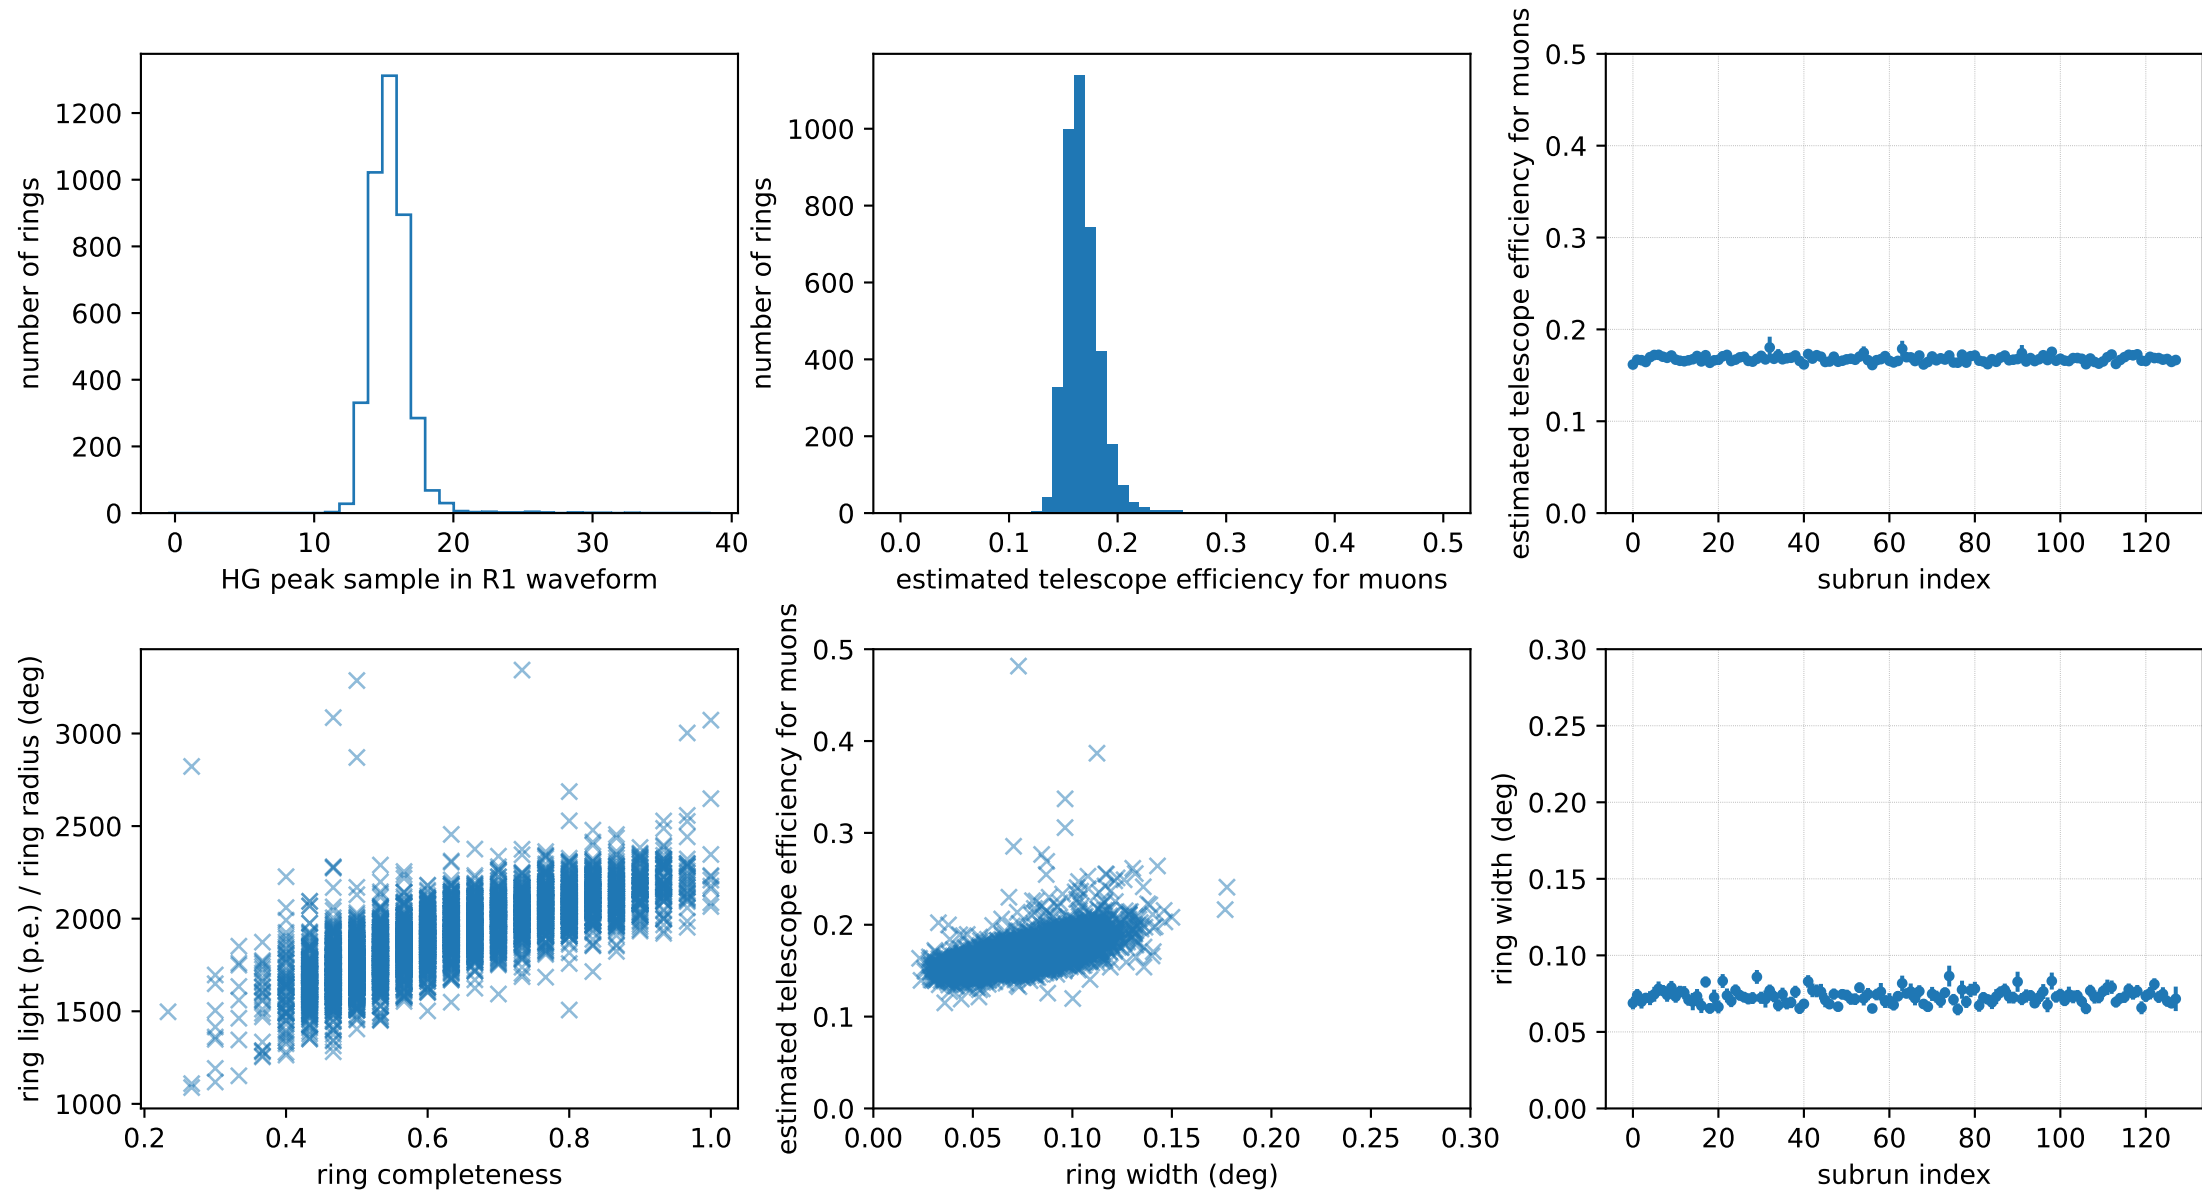 number of rings
1200
1000
800
600
400
200
0
0 10 20 30 40
HG peak sample in R1 waveform
number of rings
1000
800
600
400
200
0
0.0 0.1 0.2 0.3 0.4 0.5
estimated telescope efficiency for muons
estimated telescope efficiency for muons
0.5
0.4
0.3
0.2
0.1
0.0
0 20 40 60 80 100 120
subrun index
ring light (p.e.) / ring radius (deg)
3000
2500
2000
1500
1000
0.2 0.4 0.6 0.8 1.0
ring completeness
estimated telescope efficiency for muons
0.5
0.4
0.3
0.2
0.1
0.0
0.00 0.05 0.10 0.15 0.20 0.25 0.30
ring width (deg)
ring width (deg)
0.30
0.25
0.20
0.15
0.10
0.05
0.00
0 20 40 60 80 100 120
subrun index